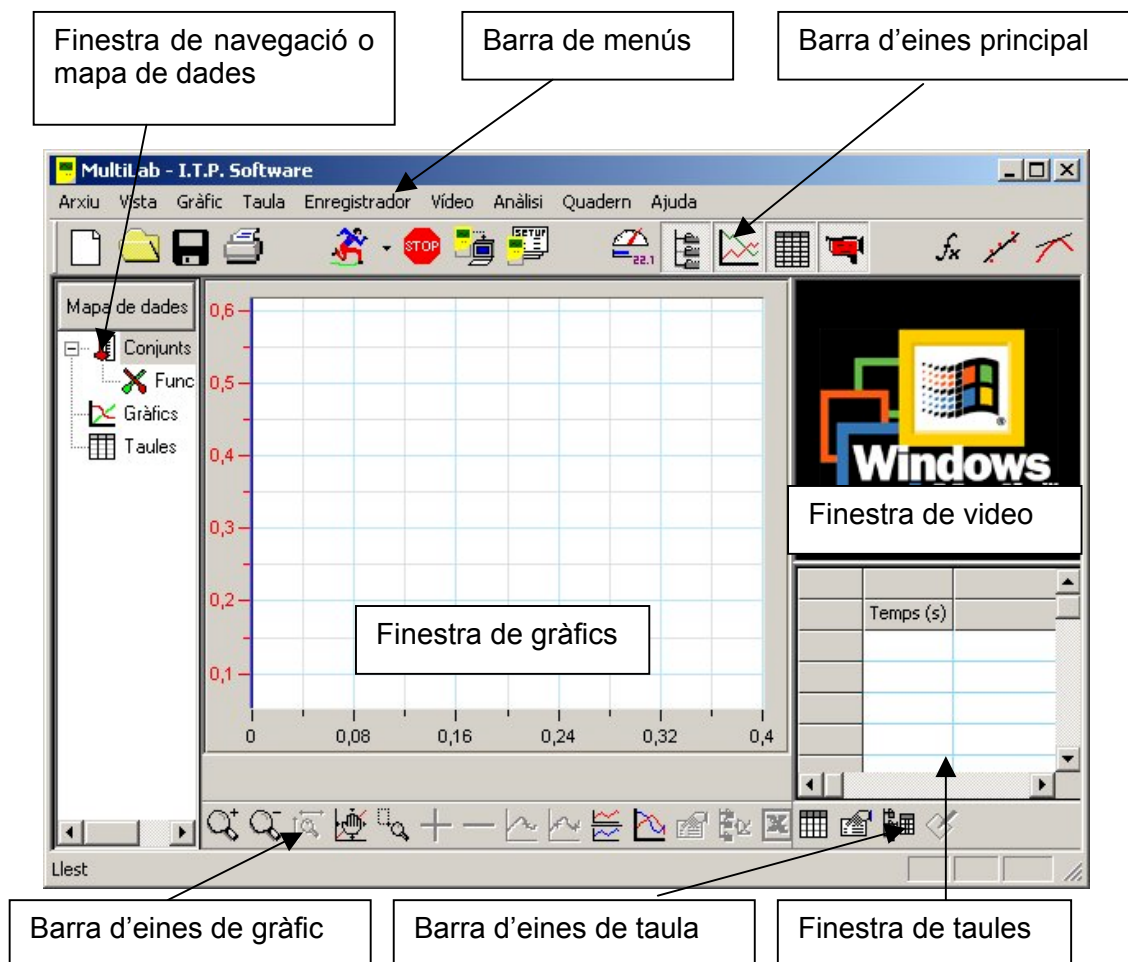 Finestra de navegació o
mapa de dades
Barra de menús
Barra d'eines principal
MultiLab - I.T.P. Software
Arxiu Vista Gràfic Taula Enregistrador Vídeo Anàlisi Quadern Ajuda
STOP
SETUP
22.1
fx
Mapa de dades
Conjunts
Func
Gràfics
Taules
0,6
0,5
0,4
0,3
0,2
0,1
0 0,08 0,16 0,24 0,32 0,4
Finestra de gràfics
Windows
Finestra de video
Temps (s)
Llest
Barra d'eines de gràfic
Barra d'eines de taula
Finestra de taules